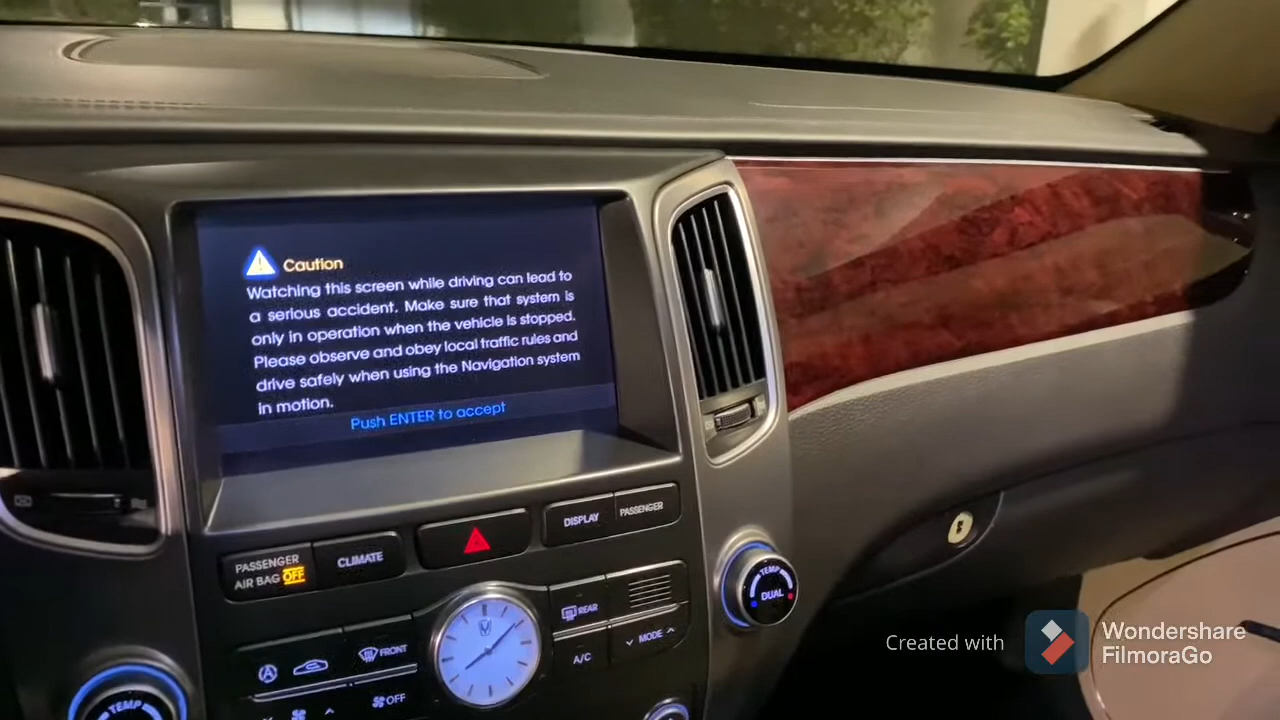 Caution
Watching this screen while driving can lead to
a serious accident. Make sure that system is
only in operation when the vehicle is stopped.
Please observe and obey local traffic rules and
drive safely when using the Navigation system
in motion.
Push ENTER to accept
PASSENGER
AIR BAG OFF
CLIMATE
DISPLAY
PASSENGER
REAR
FRONT
A/C
MODE
OFF
TEMP
TEMP
DUAL
Created with
Wondershare
FilmoraGo